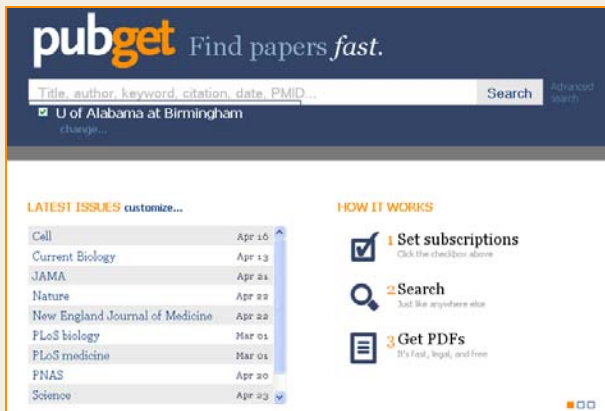 pubget Find papers fast.
Title, author, keyword, citation, date, PMID...
Search
Advanced search
U of Alabama at Birmingham
change...
LATEST ISSUES customize...
Cell Apr 16
Current Biology Apr 13
JAMA Apr 21
Nature Apr 22
New England Journal of Medicine Apr 22
PLoS biology Mar 01
PLoS medicine Mar 01
PNAS Apr 20
Science Apr 23
HOW IT WORKS
1 Set subscriptions
Click the checkbox above
2 Search
Just like anywhere else
3 Get PDFs
It's fast, legal, and free